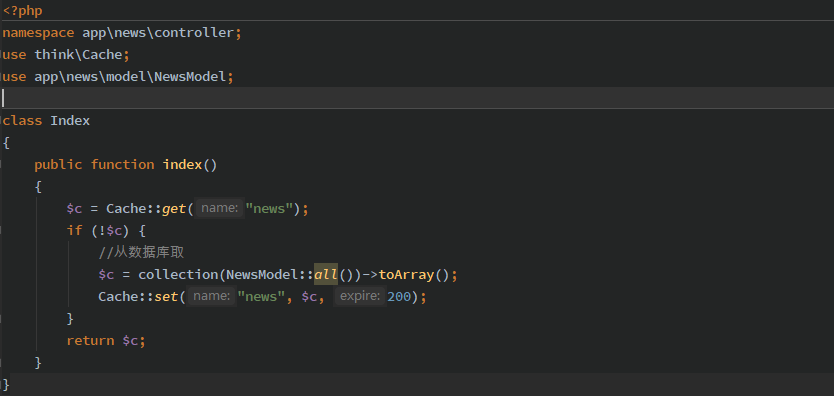 <?php
namespace app\news\controller;
use think\Cache;
use app\news\model\NewsModel;
class Index
{
public function index()
{
$c = Cache::get( name: "news");
if (!$c) {
//从数据库取
$c = collection(NewsModel::all())->toArray();
Cache::set( name: "news", $c, expire: 200);
}
return $c;
}
}